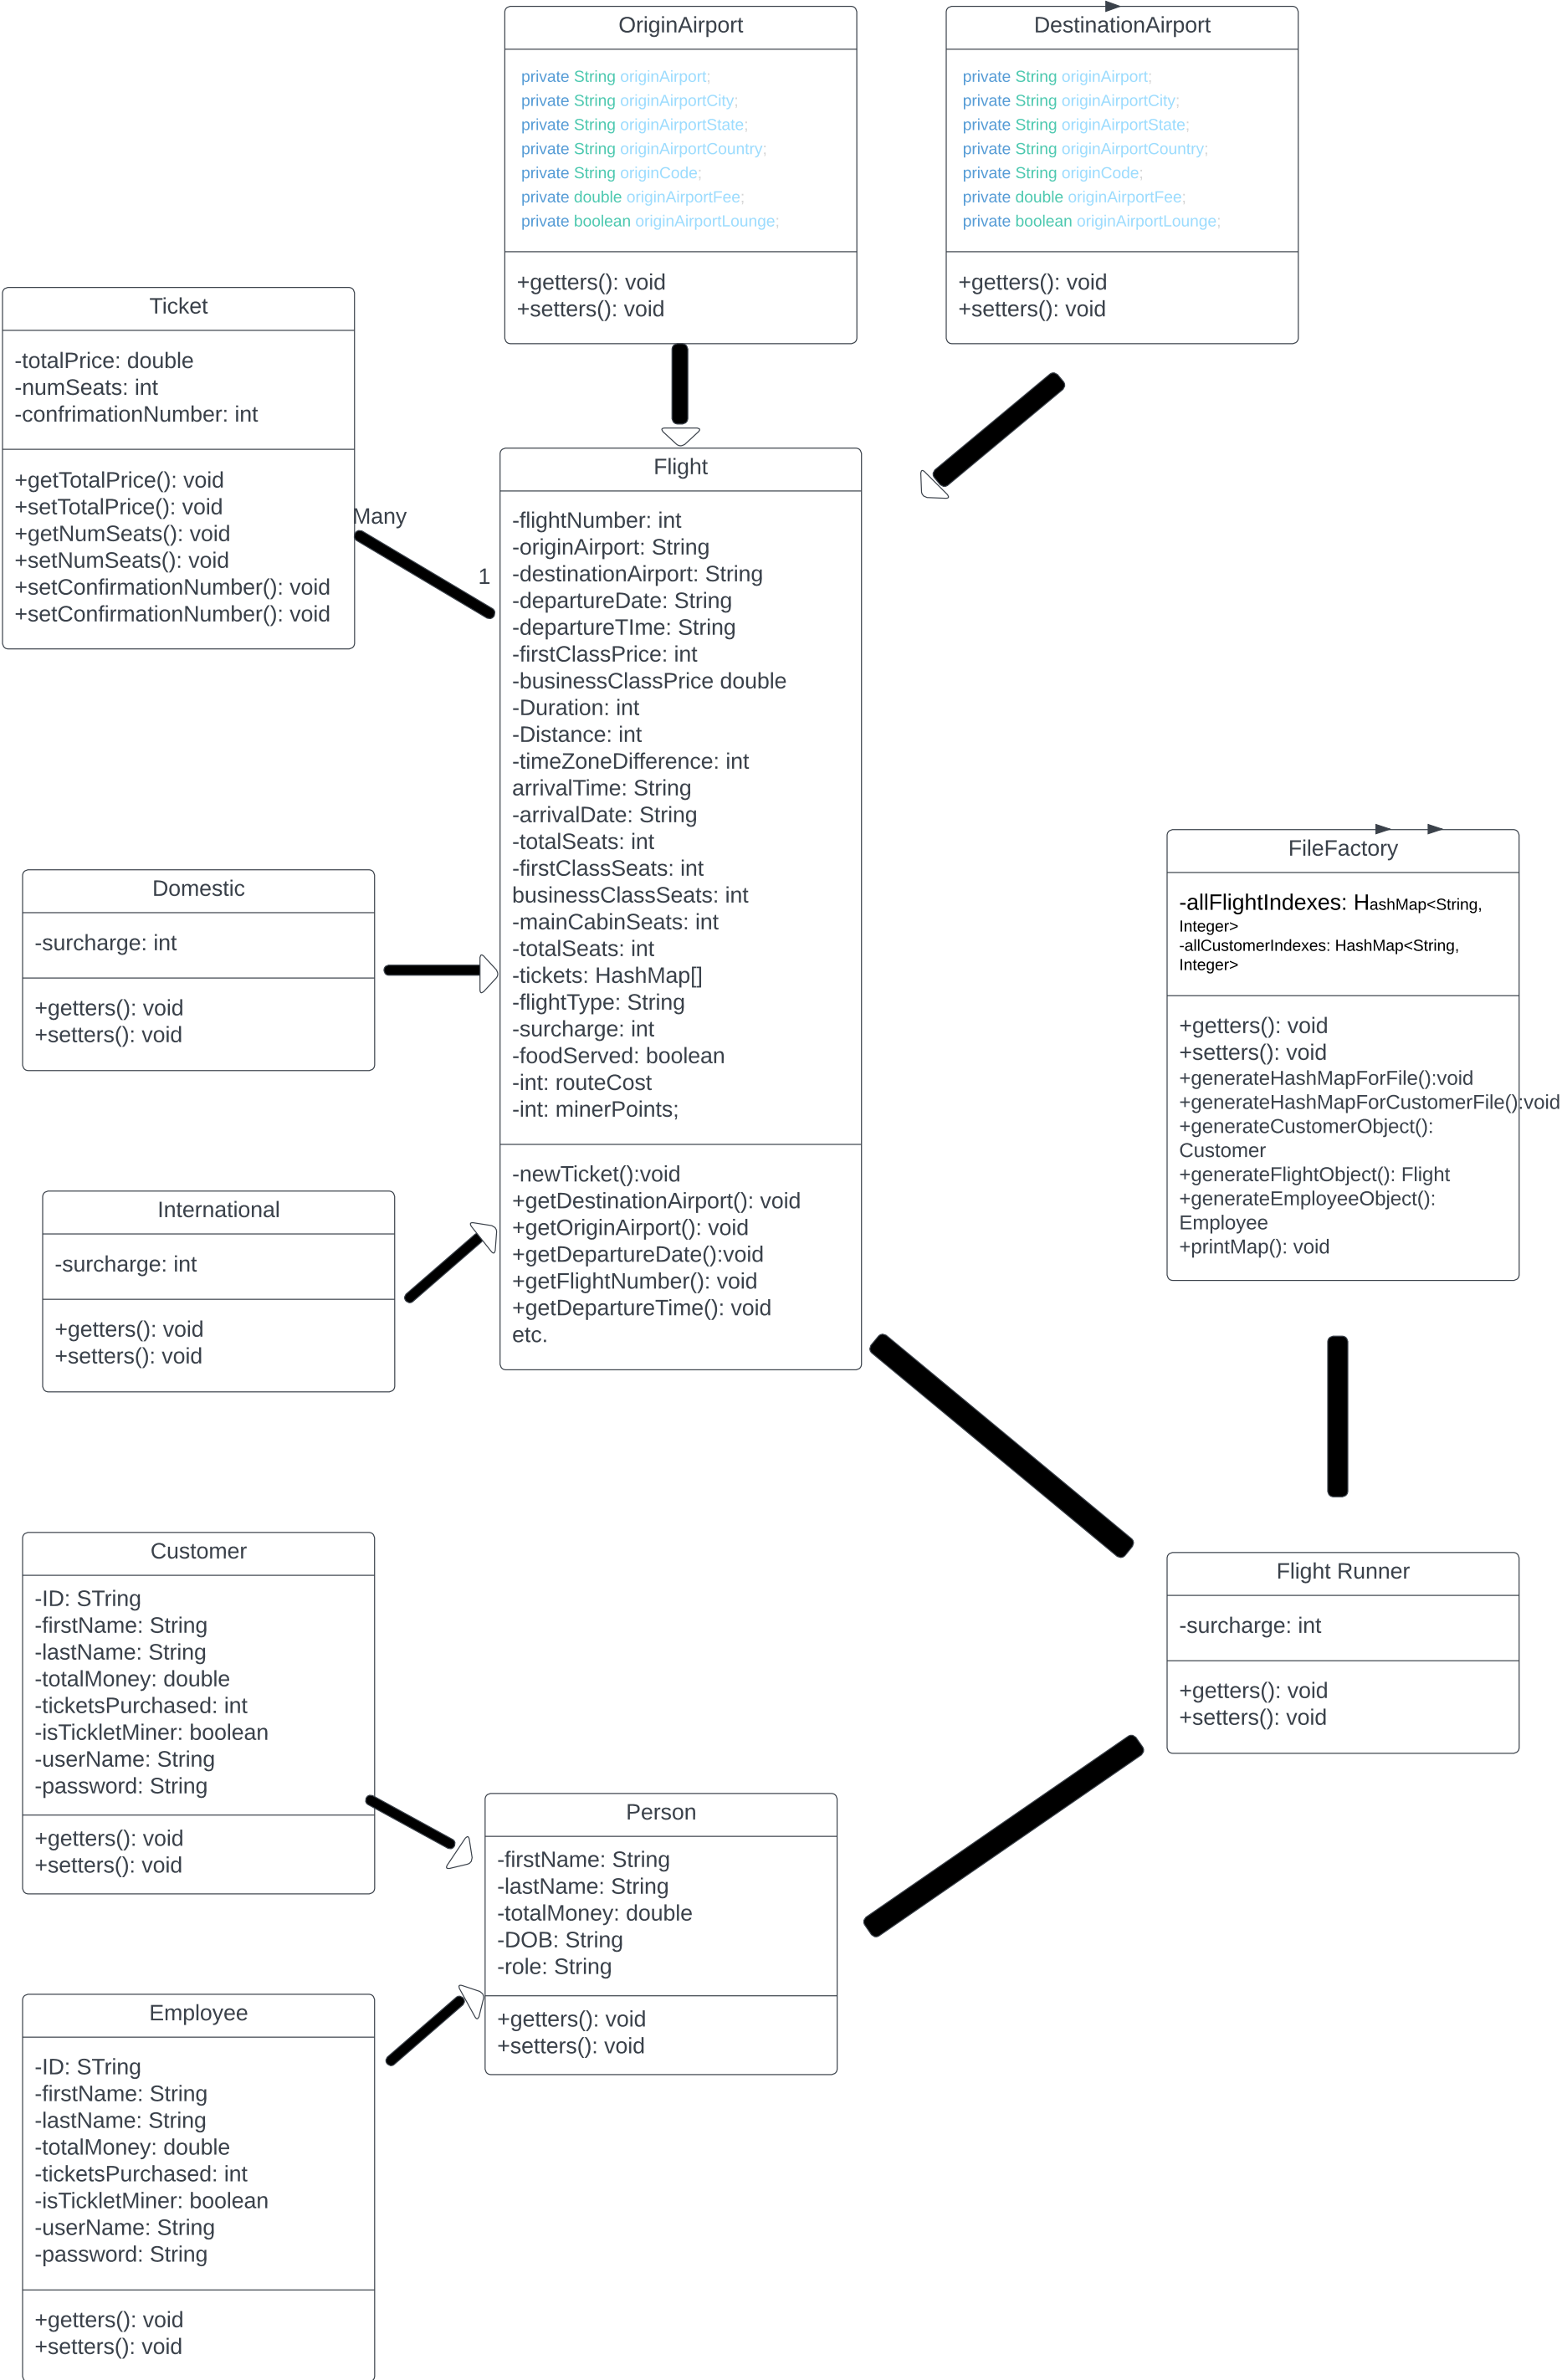 OriginAirport
private String originAirport;
private String originAirportCity;
private String originAirportState;
private String originAirportCountry;
private String originCode;
private double originAirportFee;
private boolean originAirportLounge;
+getters(): void
+setters(): void
DestinationAirport
private String originAirport;
private String originAirportCity;
private String originAirportState;
private String originAirportCountry;
private String originCode;
private double originAirportFee;
private boolean originAirportLounge;
+getters(): void
+setters(): void
Ticket
-totalPrice: double
-numSeats: int
-confrimationNumber: int
+getTotalPrice(): void
+setTotalPrice(): void
+getNumSeats(): void
+setNumSeats(): void
+setConfirmationNumber(): void
+setConfirmationNumber(): void
Many
1
Flight
-flightNumber: int
-originAirport: String
-destinationAirport: String
-departureDate: String
-departureTIme: String
-firstClassPrice: int
-businessClassPrice double
-Duration: int
-Distance: int
-timeZoneDifference: int
arrivalTime: String
-arrivalDate: String
-totalSeats: int
-firstClassSeats: int
businessClassSeats: int
-mainCabinSeats: int
-totalSeats: int
-tickets: HashMap[]
-flightType: String
-surcharge: int
-foodServed: boolean
-int: routeCost
-int: minerPoints;
-newTicket():void
+getDestinationAirport(): void
+getOriginAirport(): void
+getDepartureDate():void
+getFlightNumber(): void
+getDepartureTime(): void
etc.
Domestic
-surcharge: int
+getters(): void
+setters(): void
International
-surcharge: int
+getters(): void
+setters(): void
FileFactory
-allFlightIndexes: HashMap<String,
Integer>
-allCustomerIndexes: HashMap<String,
Integer>
+getters(): void
+setters(): void
+generateHashMapForFile():void
+generateHashMapForCustomerFile():void
+generateCustomerObject():
Customer
+generateFlightObject(): Flight
+generateEmployeeObject():
Employee
+printMap(): void
Flight Runner
-surcharge: int
+getters(): void
+setters(): void
Customer
-ID: STring
-firstName: String
-lastName: String
-totalMoney: double
-ticketsPurchased: int
-isTickletMiner: boolean
-userName: String
-password: String
+getters(): void
+setters(): void
Person
-firstName: String
-lastName: String
-totalMoney: double
-DOB: String
-role: String
+getters(): void
+setters(): void
Employee
-ID: STring
-firstName: String
-lastName: String
-totalMoney: double
-ticketsPurchased: int
-isTickletMiner: boolean
-userName: String
-password: String
+getters(): void
+setters(): void